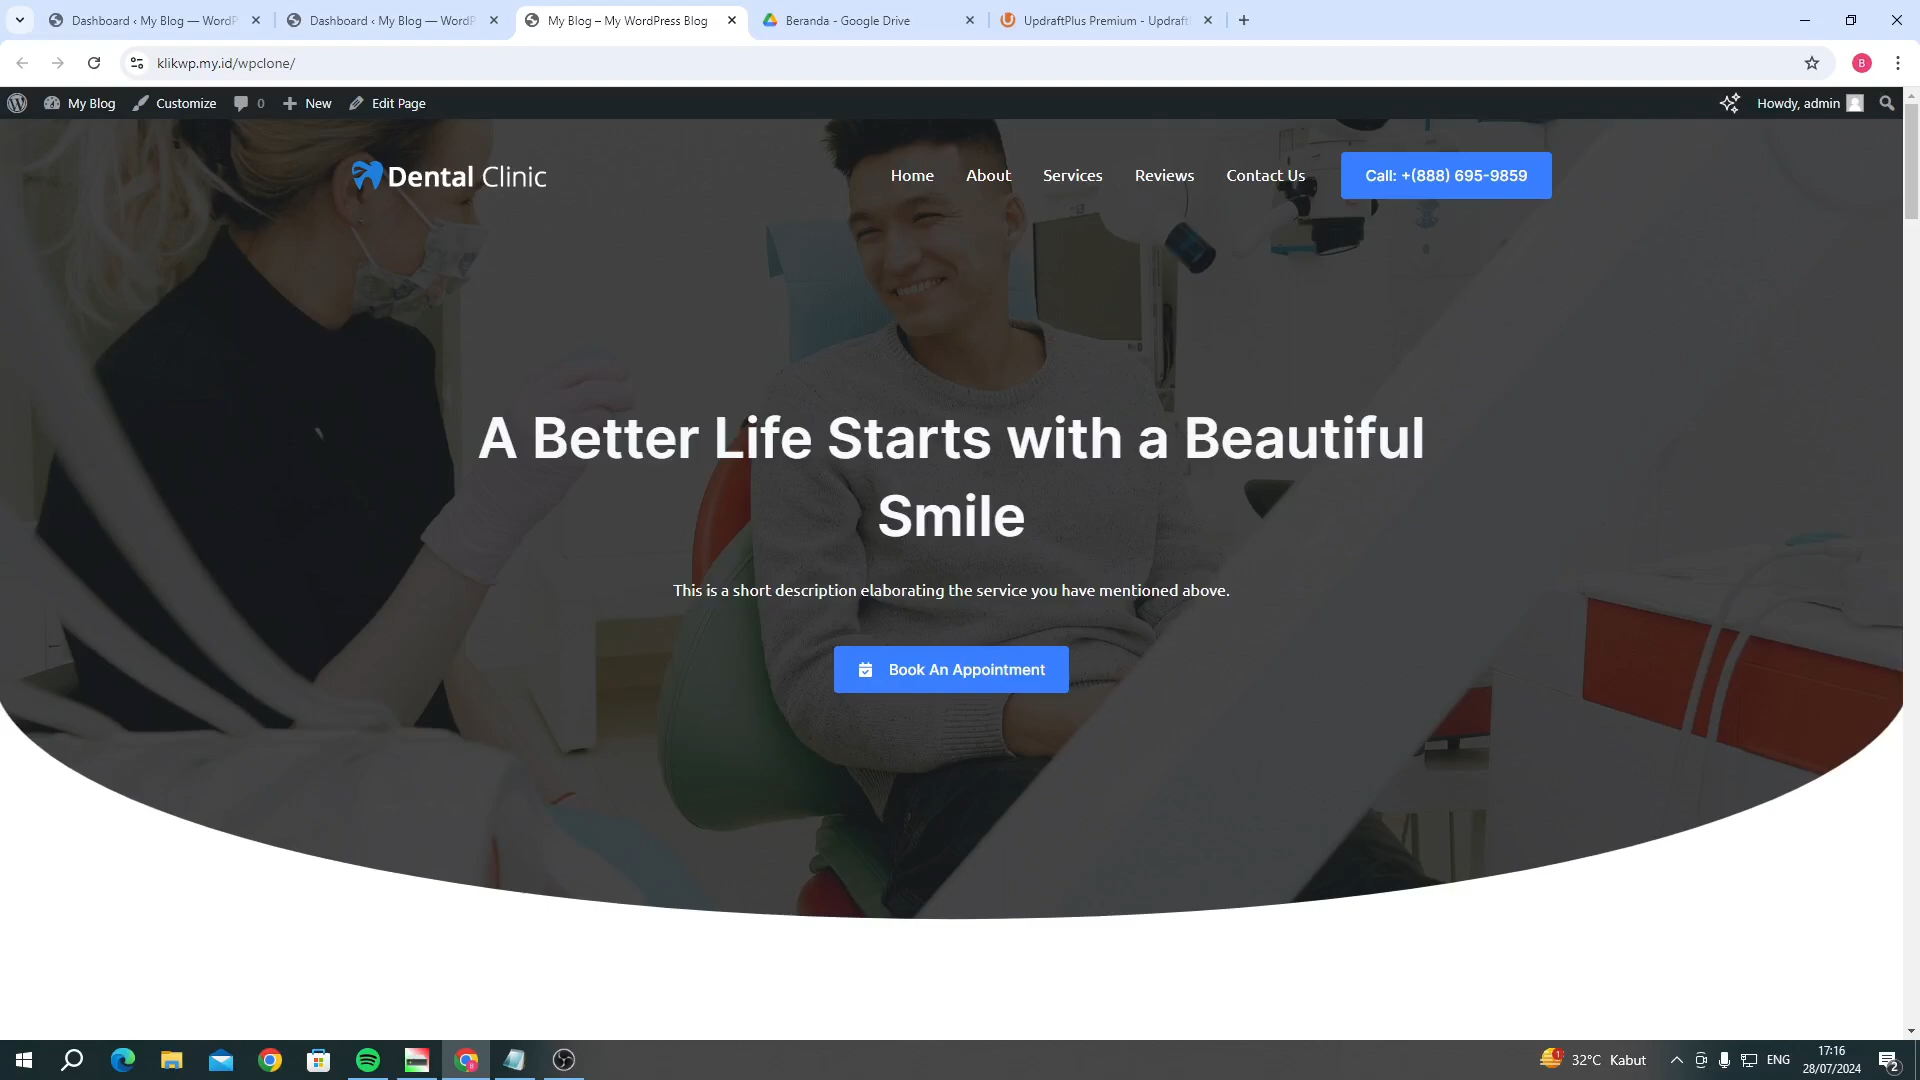 Dashboard ‹ My Blog — WordP
Dashboard ‹ My Blog — WordP
My Blog – My WordPress Blog
Beranda - Google Drive
UpdraftPlus Premium - Updraft
klikwp.my.id/wpclone/
B
My Blog
Customize
0
New
Edit Page
Howdy, admin
Dental Clinic
Home
About
Services
Reviews
Contact Us
Call: +(888) 695-9859
A Better Life Starts with a Beautiful
Smile
This is a short description elaborating the service you have mentioned above.
Book An Appointment
1
32°C Kabut
ENG
17:16
28/07/2024
2